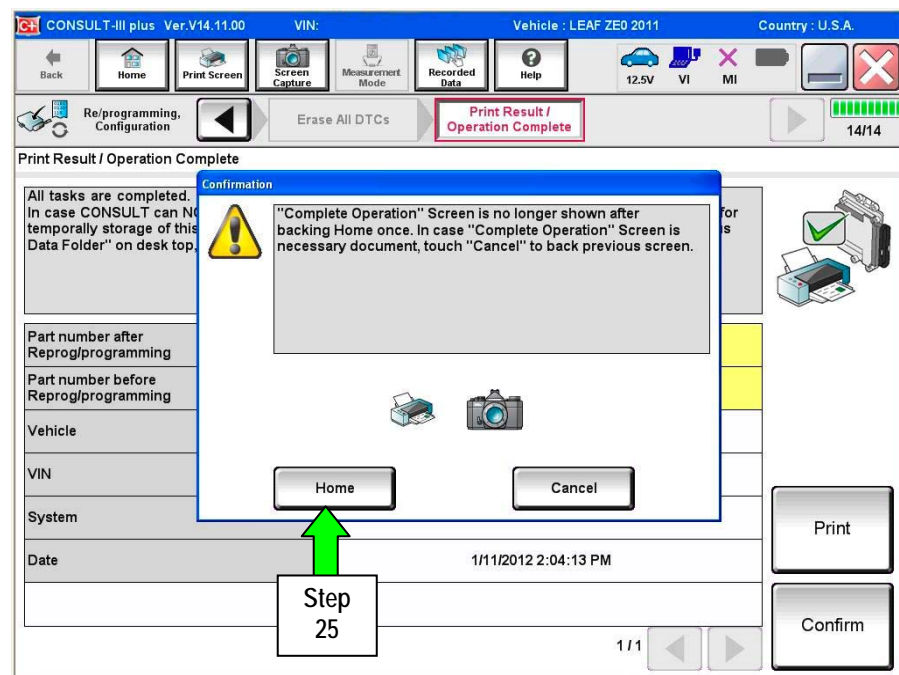 CONSULT-III plus Ver.V14.11.00 VIN: Vehicle : LEAF ZE0 2011 Country : U.S.A.
Back
Home
Print Screen
Screen
Capture
Measurement
Mode
Recorded
Data
Help
12.5V
VI
MI
Re/programming,
Configuration
Erase All DTCs
Print Result /
Operation Complete
14/14
Print Result / Operation Complete
All tasks are completed.
In case CONSULT can for
temporally storage of this is
Data Folder" on desk top,
Confirmation
"Complete Operation" Screen is no longer shown after
backing Home once. In case "Complete Operation" Screen is
necessary document, touch "Cancel" to back previous screen.
Home
Cancel
Part number after
Reprog/programming
Part number before
Reprog/programming
Vehicle
VIN
System
Date 1/11/2012 2:04:13 PM
Step
25
1/1
Print
Confirm